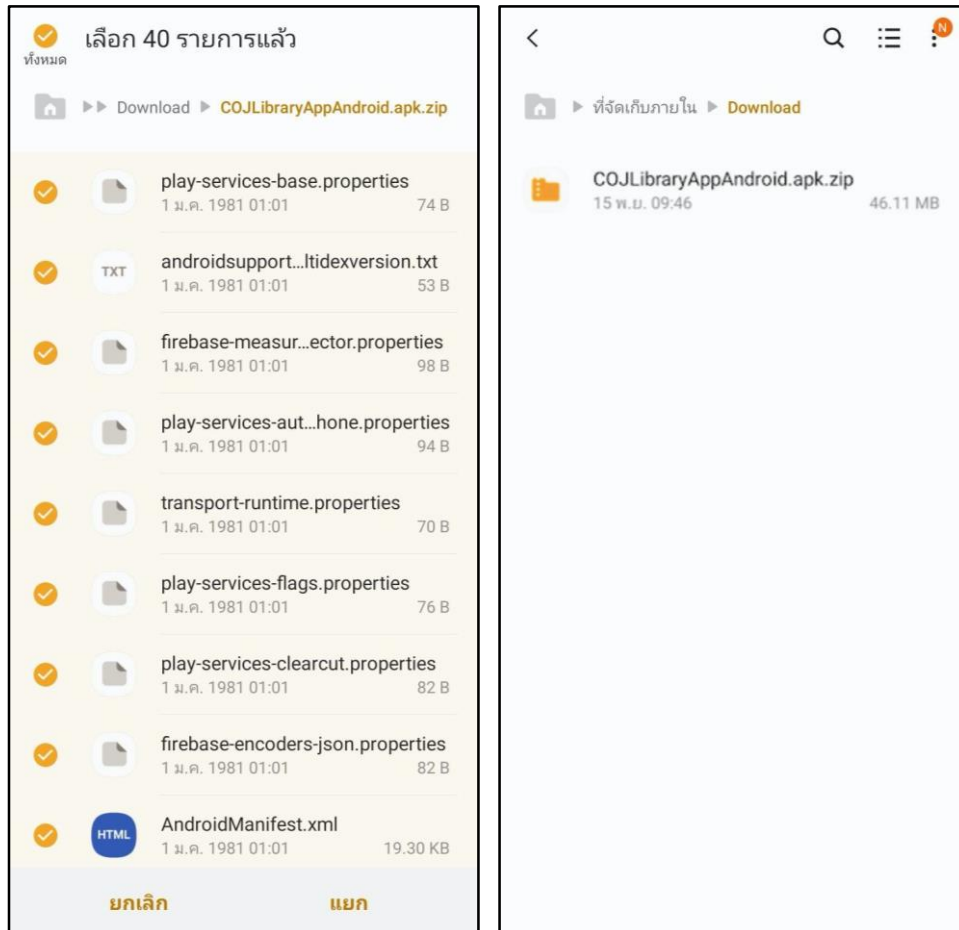 เลือก 40 รายการแล้ว
ทั้งหมด
Download ▶ COJLibraryAppAndroid.apk.zip
play-services-base.properties
1 ม.ค. 1981 01:01 74 B
TXT
androidsupport...ltidexversion.txt
1 ม.ค. 1981 01:01 53 B
firebase-measur...ector.properties
1 ม.ค. 1981 01:01 98 B
play-services-aut...hone.properties
1 ม.ค. 1981 01:01 94 B
transport-runtime.properties
1 ม.ค. 1981 01:01 70 B
play-services-flags.properties
1 ม.ค. 1981 01:01 76 B
play-services-clearcut.properties
1 ม.ค. 1981 01:01 82 B
firebase-encoders-json.properties
1 ม.ค. 1981 01:01 82 B
HTML
AndroidManifest.xml
1 ม.ค. 1981 01:01 19.30 KB
ยกเลิก แยก
N
ที่จัดเก็บภายใน ▶ Download
COJLibraryAppAndroid.apk.zip
15 พ.ย. 09:46 46.11 MB